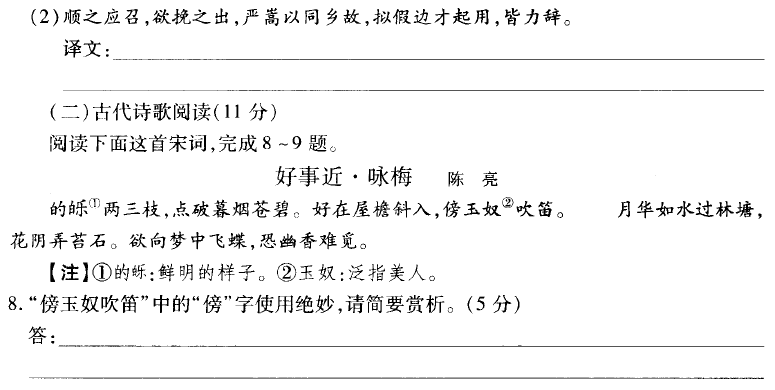 (2)顺之应召,欲挽之出,严嵩以同乡故,拟假边才起用,皆力辞。
译文:
(二)古代诗歌阅读(11分)
阅读下面这首宋词,完成8~9题。
好事近·咏梅 陈 亮
的皪①两三枝,点破暮烟苍碧。好在屋檐斜入,傍玉奴②吹笛。 月华如水过林塘,
花阴弄苔石。欲向梦中飞蝶,恐幽香难觅。
【注】①的皪:鲜明的样子。②玉奴:泛指美人。
8.“傍玉奴吹笛”中的“傍”字使用绝妙,请简要赏析。(5分)
答: